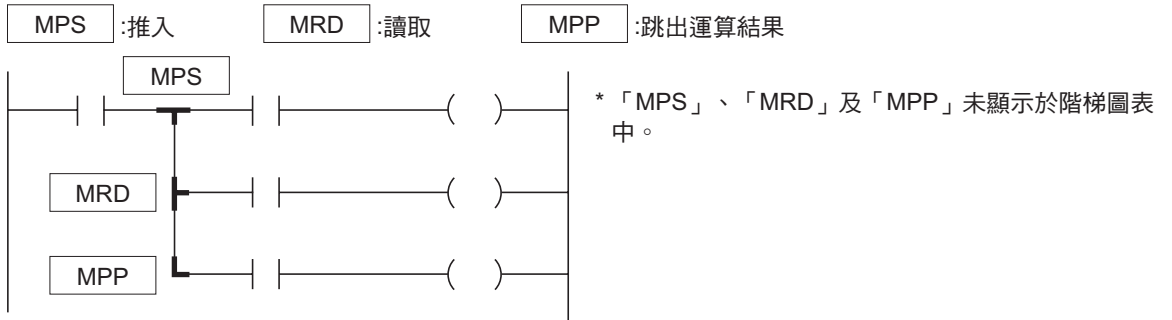 MPS :推入 MRD :讀取 MPP :跳出運算結果
MPS
*「MPS」、「MRD」及「MPP」未顯示於階梯圖表
中。
MRD
MPP